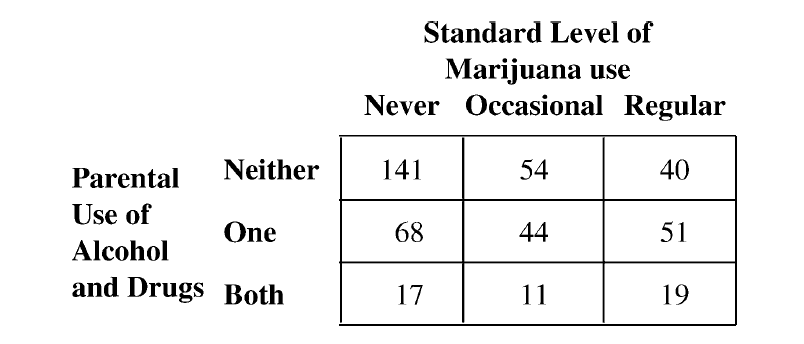 Standard Level of
Marijuana use
Never Occasional Regular
Parental
Use of
Alcohol
and Drugs
Neither 141 54 40
One 68 44 51
Both 17 11 19